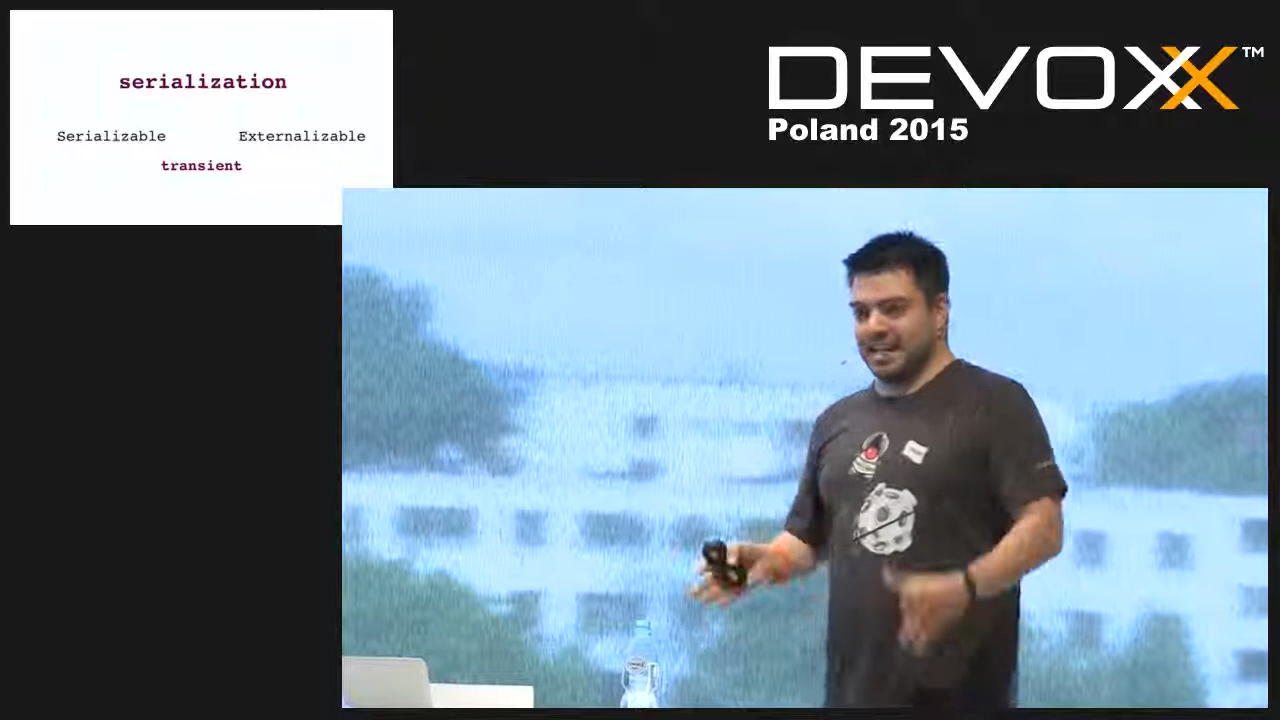 serialization
Serializable Externalizable
transient
DEVOXX™
Poland 2015